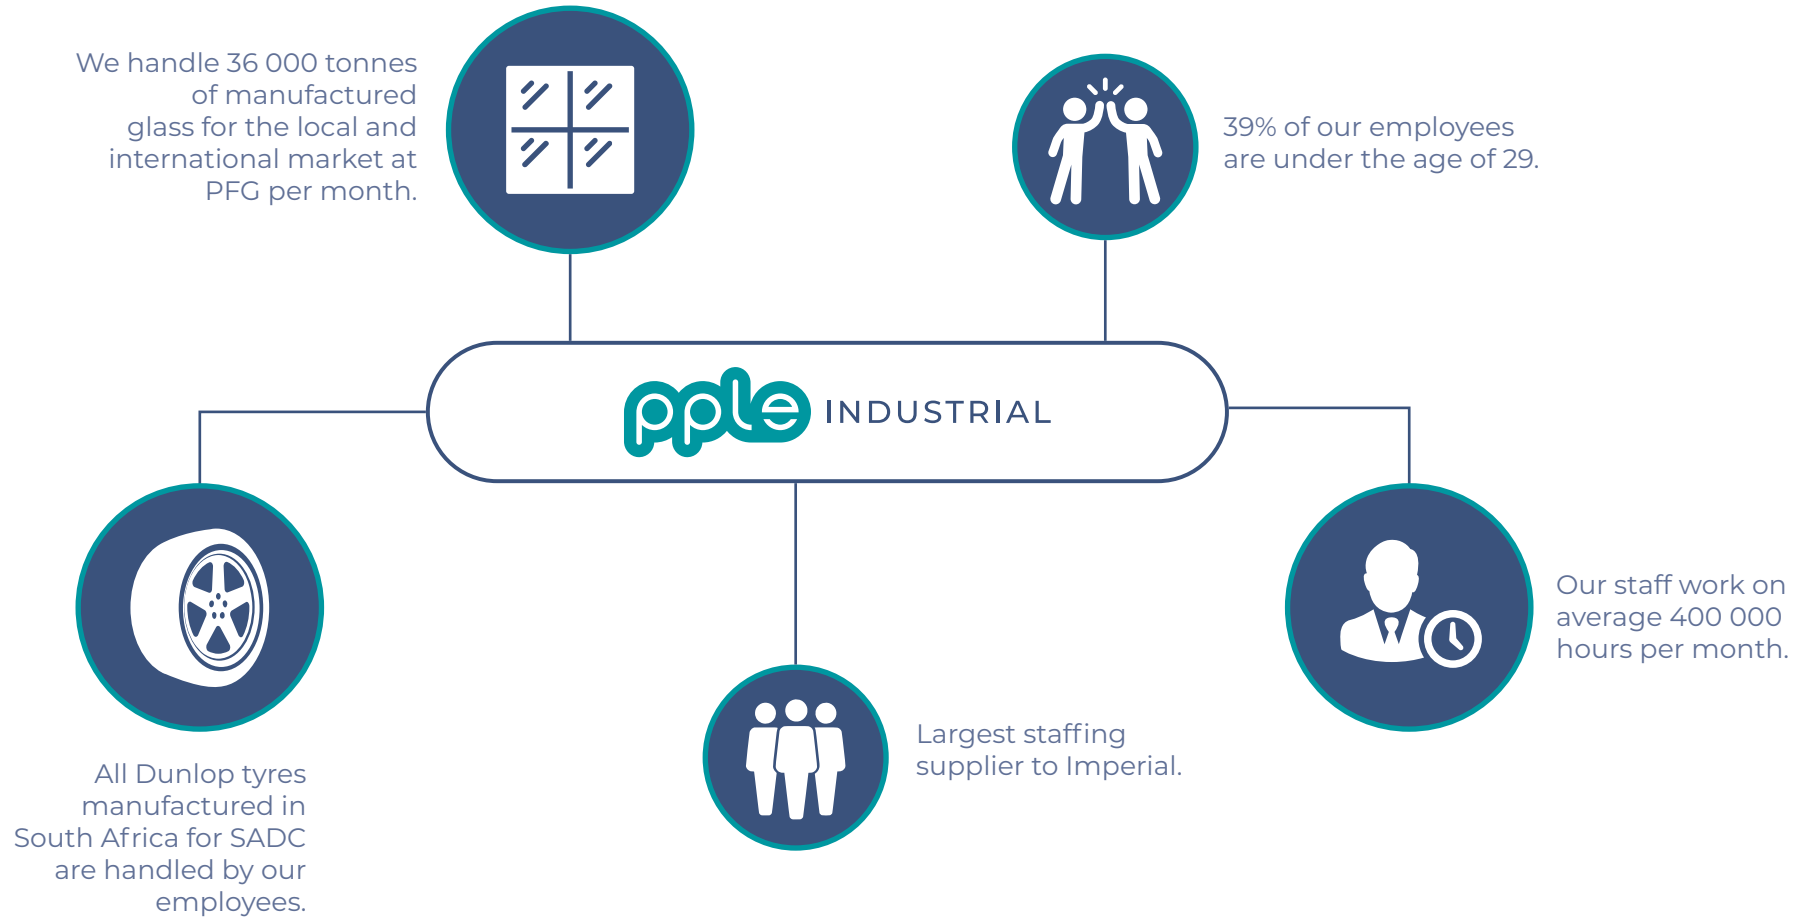 We handle 36 000 tonnes
of manufactured
glass for the local and
international market at
PFG per month.
39% of our employees
are under the age of 29.
pple INDUSTRIAL
All Dunlop tyres
manufactured in
South Africa for SADC
are handled by our
employees.
Largest staffing
supplier to Imperial.
Our staff work on
average 400 000
hours per month.